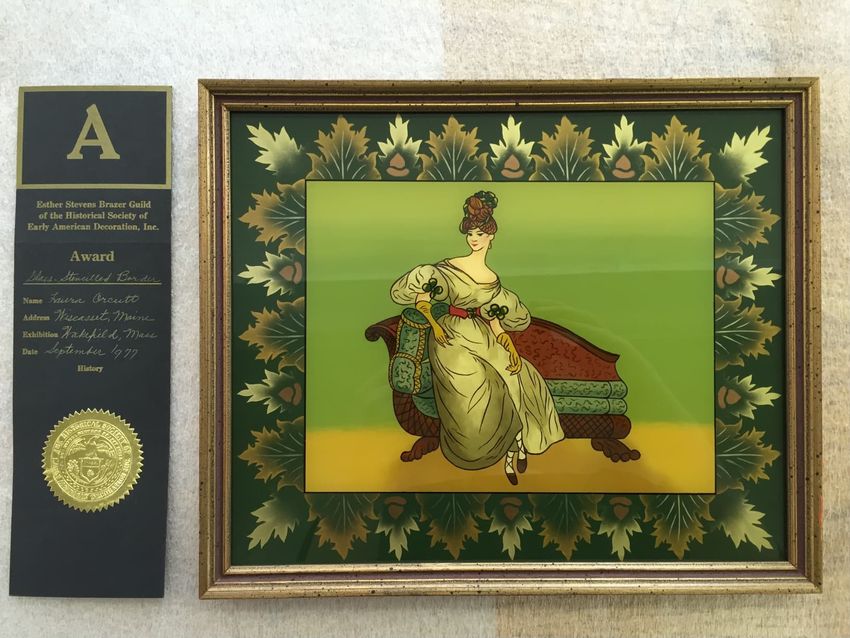 A
Esther Stevens Brazer Guild
of the Historical Society of
Early American Decoration, Inc.
Award
Glass-Stencilled Border
Name Laura Orcutt
Address Wiscasset, Maine
Exhibition Wakefield, Mass
Date September 1977
History